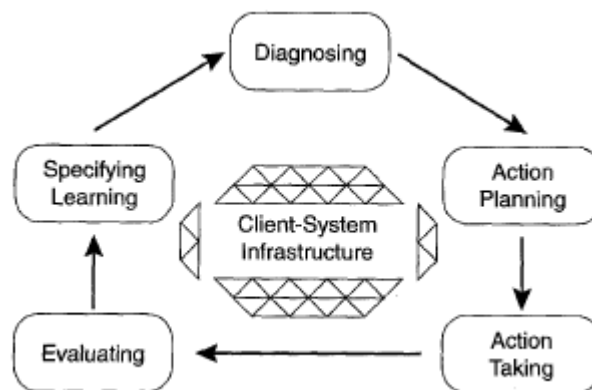 Diagnosing
Action
Planning
Action
Taking
Evaluating
Specifying
Learning
Client-System
Infrastructure